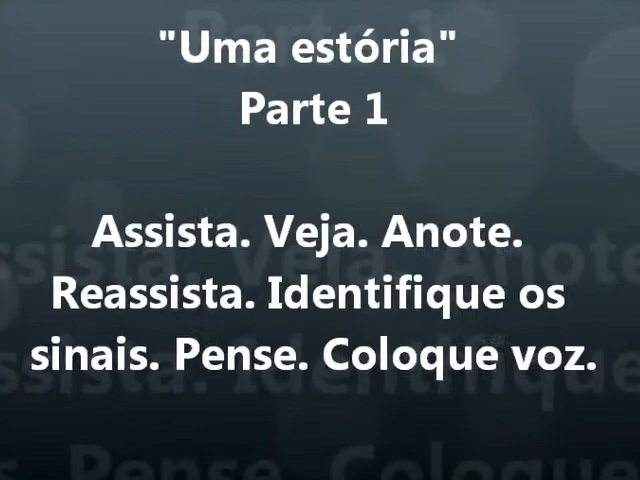 "Uma estória"
Parte 1
Assista. Veja. Anote.
Reassista. Identifique os
sinais. Pense. Coloque voz.